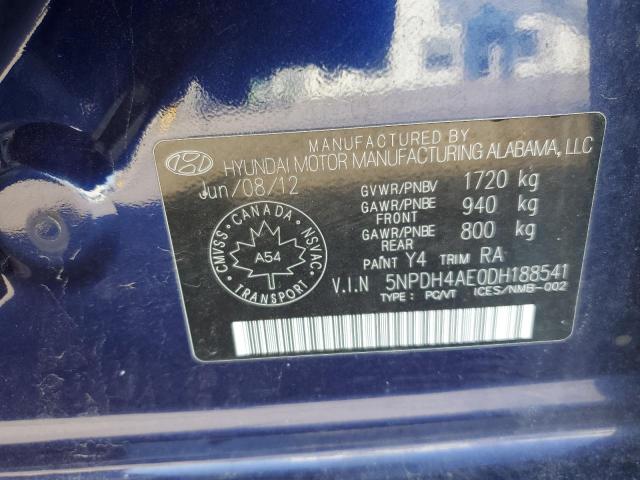 MANUFACTURED BY
HYUNDAI MOTOR MANUFACTURING ALABAMA, LLC
Jun/08/12
GVWR/PNBV 1720 kg
GAWR/PNBE FRONT 940 kg
GAWR/PNBE REAR 800 kg
PAINT Y4 TRIM RA
V.I.N 5NPDH4AE0DH188541
TYPE : PC/VT ICES/NMB-002
CMVSS · CANADA · NSVAC
A54
TRANSPORT